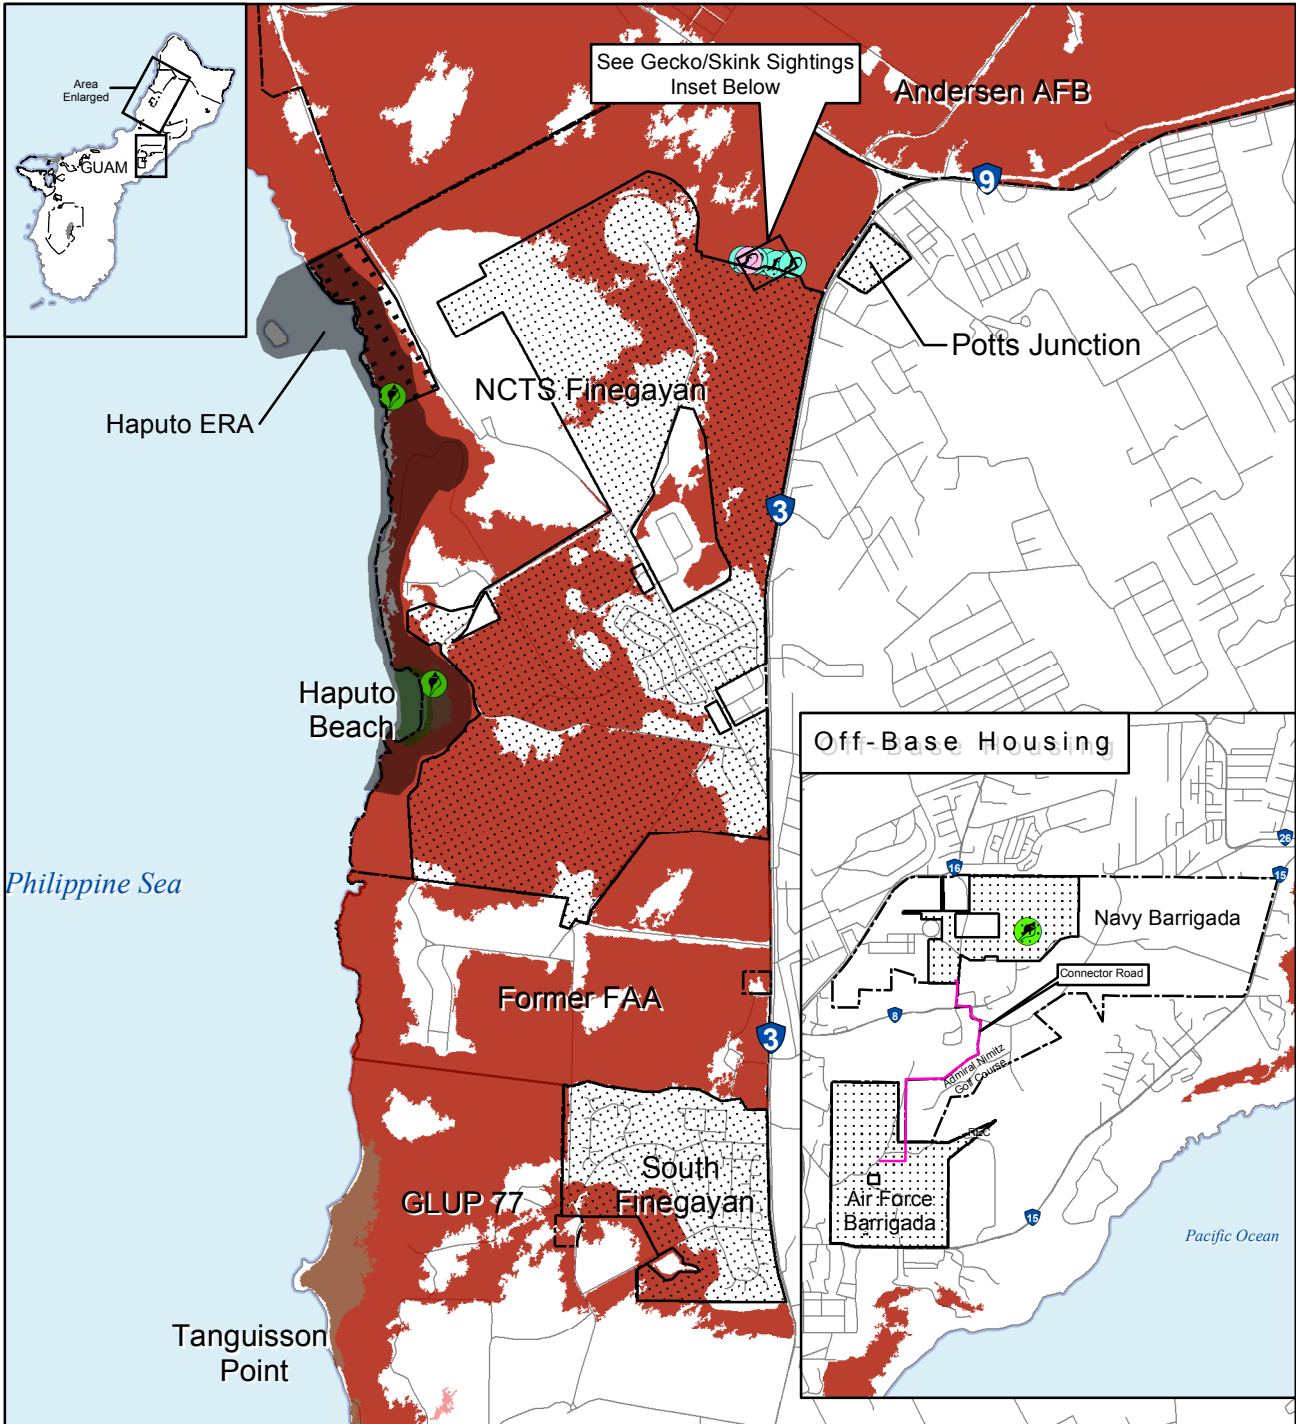 Area
Enlarged
GUAM
See Gecko/Skink Sightings
Inset Below
Andersen AFB
9
Potts Junction
NCTS Finegayan
Haputo ERA
3
Haputo
Beach
Off-Base Housing
Philippine Sea
26
16
15
Navy Barrigada
Connector Road
8
Former FAA
3
Admiral Nimitz
Golf Course
REC
South
Finegayan
GLUP 77
Air Force
Barrigada
15
Pacific Ocean
Tanguisson
Point